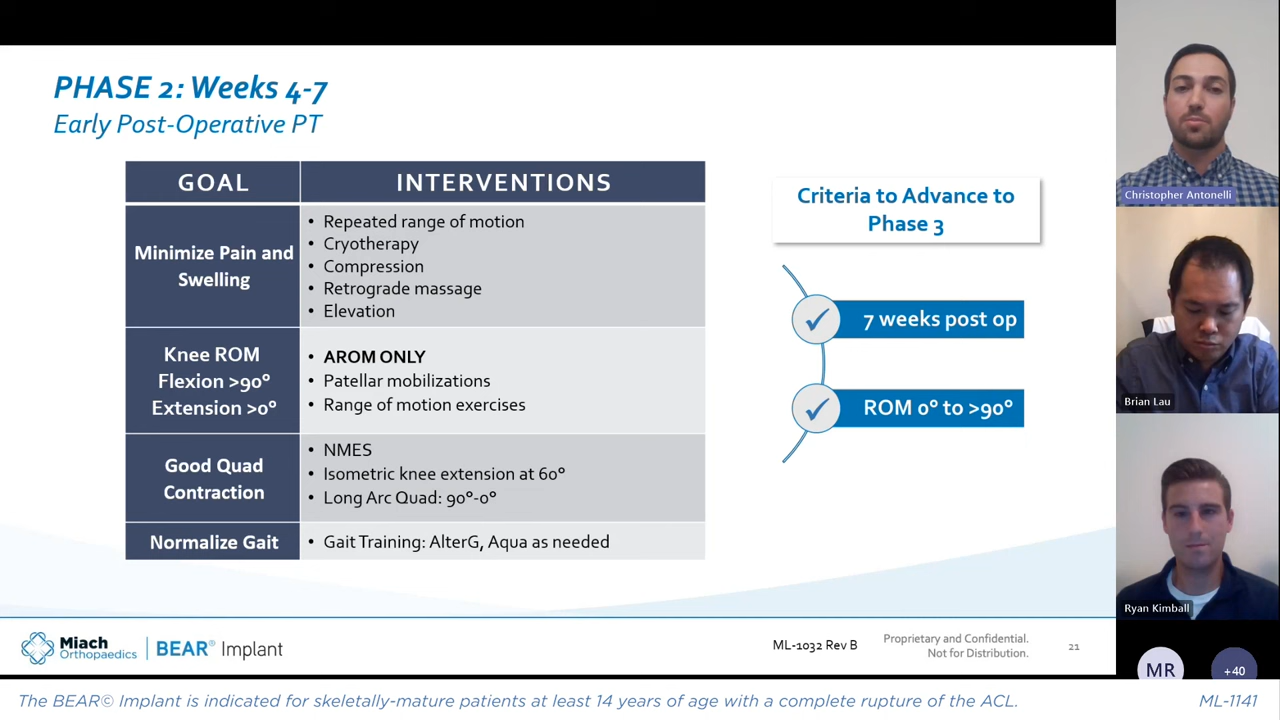 PHASE 2: Weeks 4-7
Early Post-Operative PT
GOAL
INTERVENTIONS
Minimize Pain and
Swelling
• Repeated range of motion
• Cryotherapy
• Compression
• Retrograde massage
• Elevation
Knee ROM
Flexion >90°
Extension >0°
• AROM ONLY
• Patellar mobilizations
• Range of motion exercises
Good Quad
Contraction
• NMES
• Isometric knee extension at 60°
• Long Arc Quad: 90°-0°
Normalize Gait
• Gait Training: AlterG, Aqua as needed
Criteria to Advance to
Phase 3
7 weeks post op
ROM 0° to >90°
Miach
Orthopaedics
BEAR® Implant
ML-1032 Rev B
Proprietary and Confidential.
Not for Distribution.
21
Christopher Antonelli
Brian Lau
Ryan Kimball
MR
+40
The BEAR© Implant is indicated for skeletally-mature patients at least 14 years of age with a complete rupture of the ACL.
ML-1141